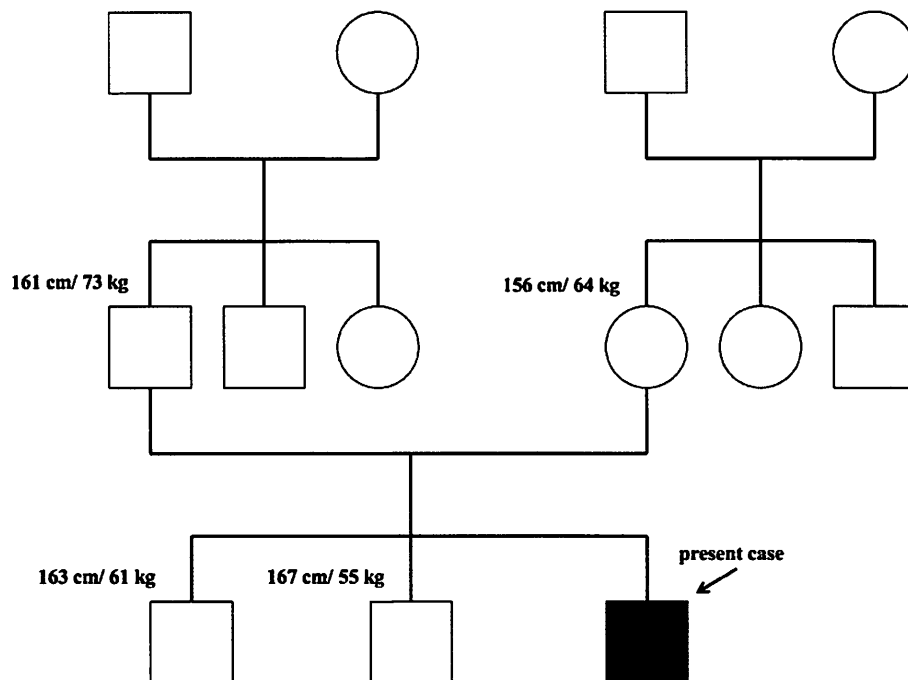 161 cm/ 73 kg
156 cm/ 64 kg
163 cm/ 61 kg
167 cm/ 55 kg
present case